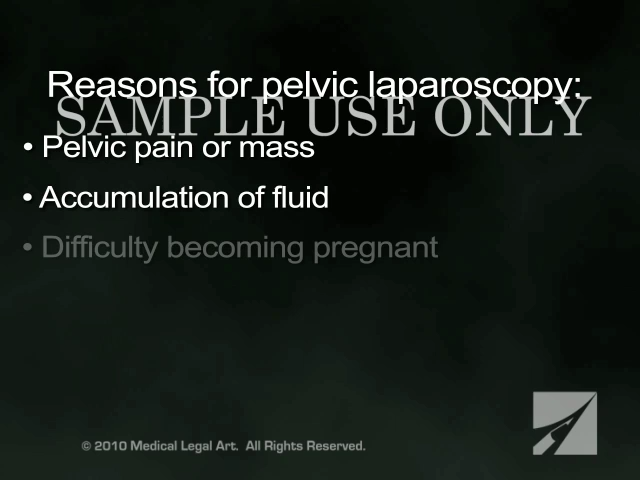 Reasons for pelvic laparoscopy:
SAMPLE USE ONLY
• Pelvic pain or mass
• Accumulation of fluid
• Difficulty becoming pregnant
© 2010 Medical Legal Art. All Rights Reserved.